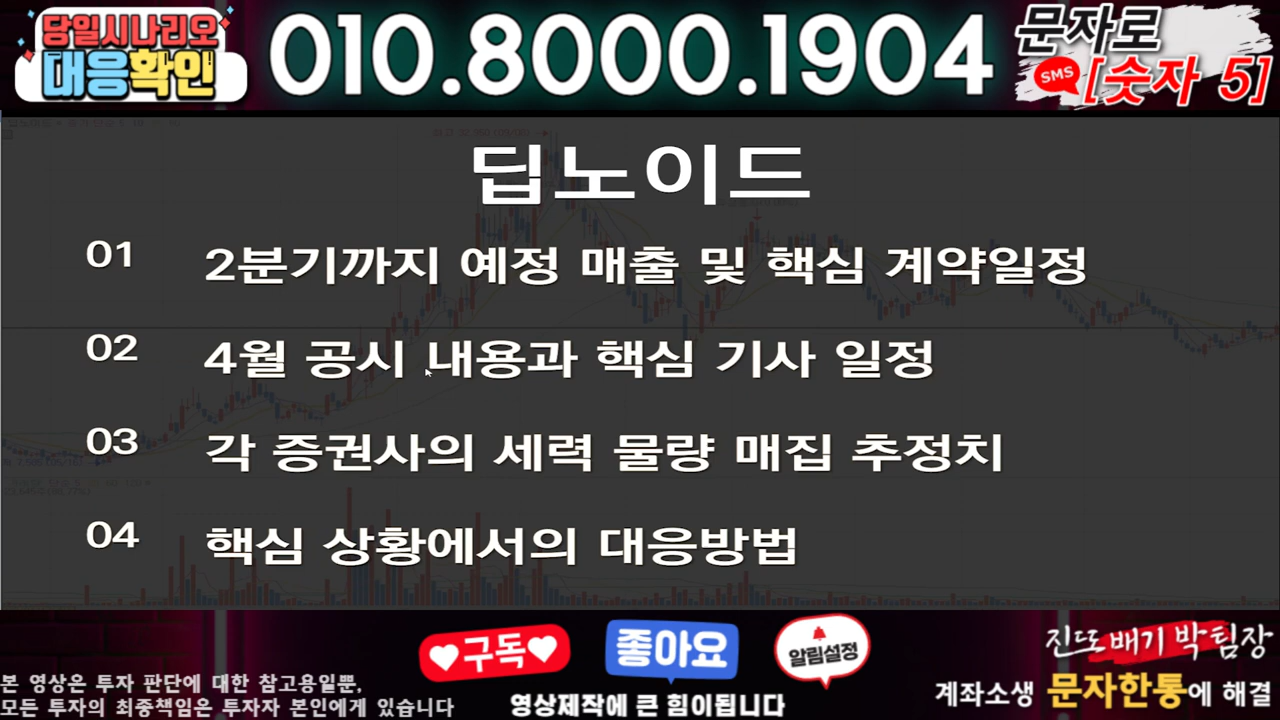 당일시나리오
대응확인
010.8000.1904
문자로
SMS [숫자 5]
딥노이드
01 2분기까지 예정 매출 및 핵심 계약일정
02 4월 공시 내용과 핵심 기사 일정
03 각 증권사의 세력 물량 매집 추정치
04 핵심 상황에서의 대응방법
구독
좋아요
알림설정
영상제작에 큰 힘이됩니다
본 영상은 투자 판단에 대한 참고용일뿐,
모든 투자의 최종책임은 투자자 본인에게 있습니다
진또배기 박팀장
계좌소생 문자한통에 해결